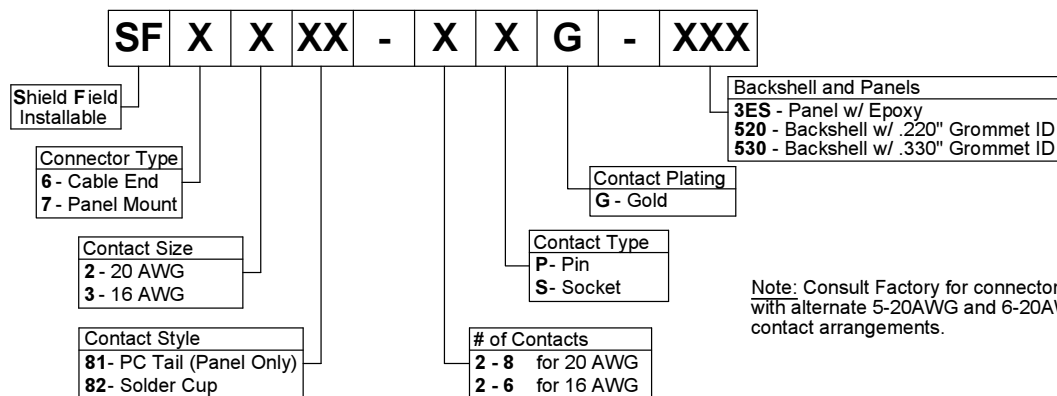 SF X X XX - X X G - XXX
Shield Field
Installable
Connector Type
6 - Cable End
7 - Panel Mount
Contact Size
2 - 20 AWG
3 - 16 AWG
Contact Style
81- PC Tail (Panel Only)
82- Solder Cup
# of Contacts
2 - 8 for 20 AWG
2 - 6 for 16 AWG
Contact Type
P- Pin
S- Socket
Contact Plating
G - Gold
Backshell and Panels
3ES - Panel w/ Epoxy
520 - Backshell w/ .220" Grommet ID
530 - Backshell w/ .330" Grommet ID
Note: Consult Factory for connector
with alternate 5-20AWG and 6-20AW
contact arrangements.